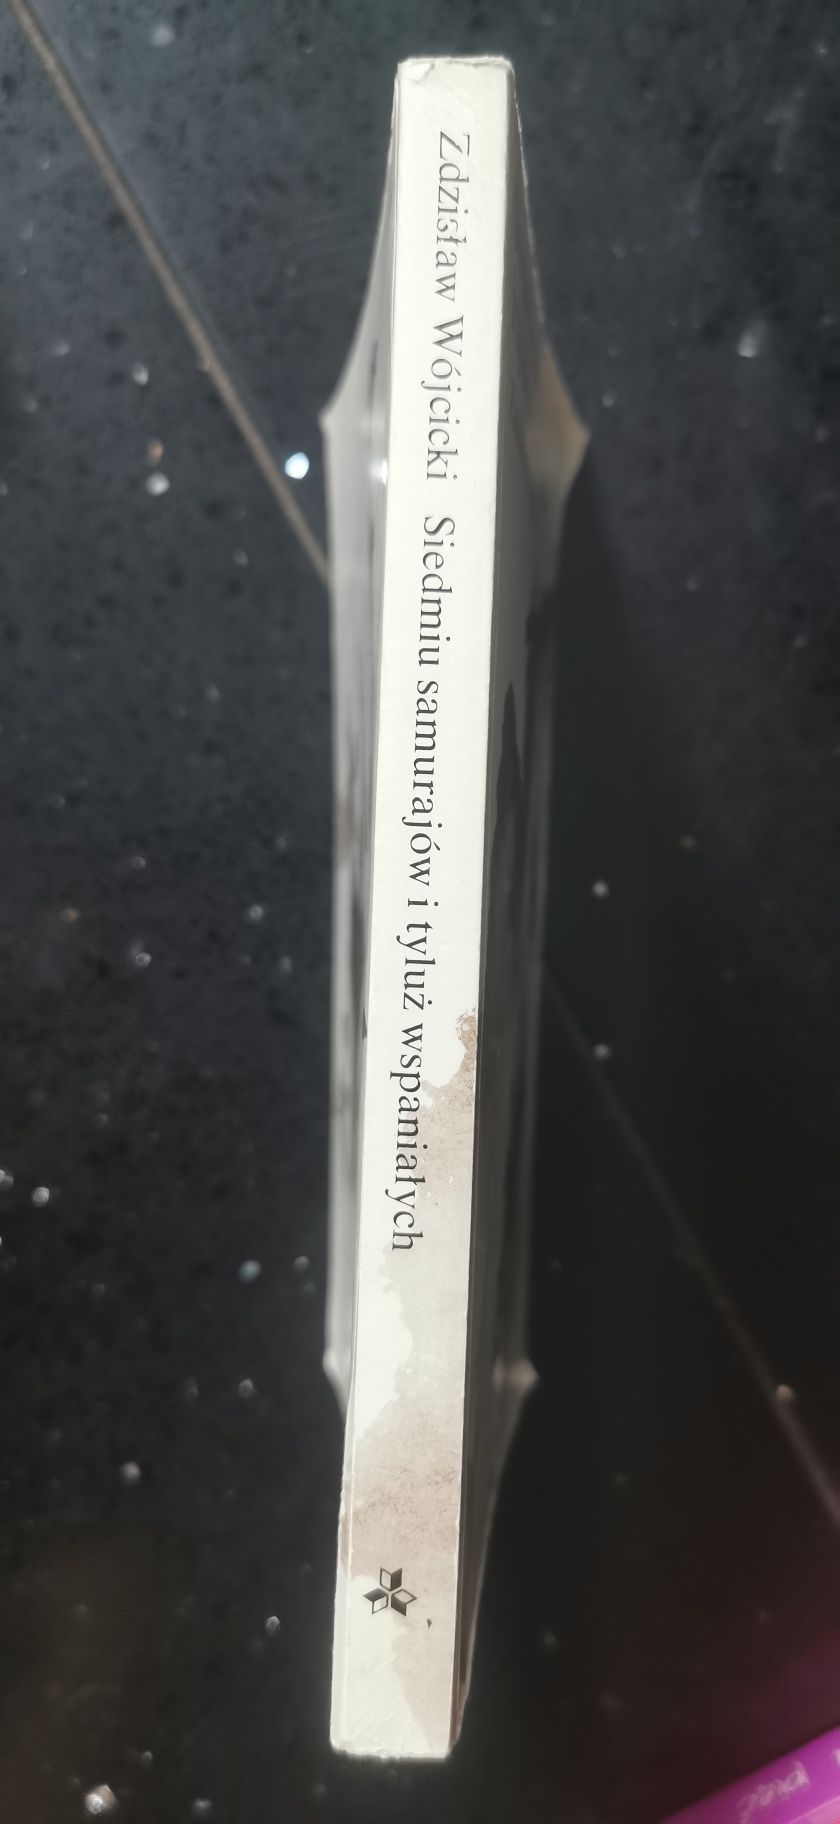 Zdzisław Wójcicki Siedmiu samurajów i tyluż wspaniałych